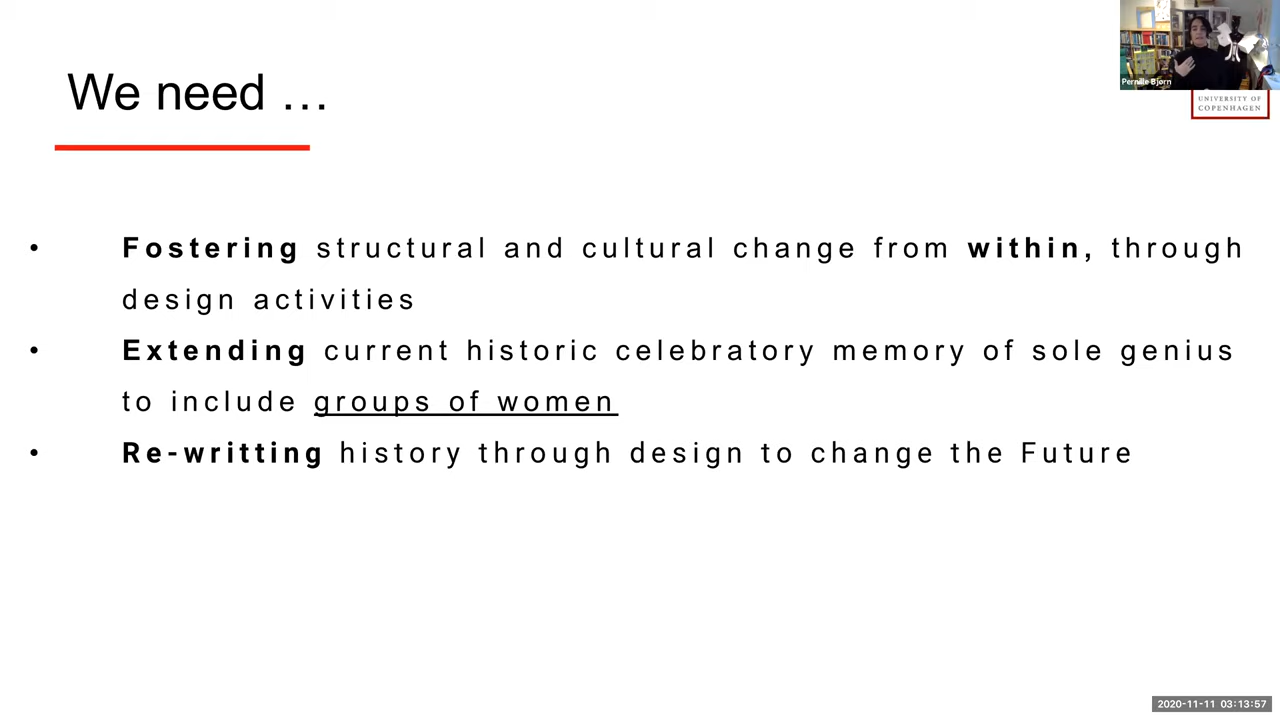 We need …
Pernille Bjørn
UNIVERSITY OF
COPENHAGEN
• Fostering structural and cultural change from within, through
design activities
• Extending current historic celebratory memory of sole genius
to include groups of women
• Re-writting history through design to change the Future
2020-11-11 03:13:57